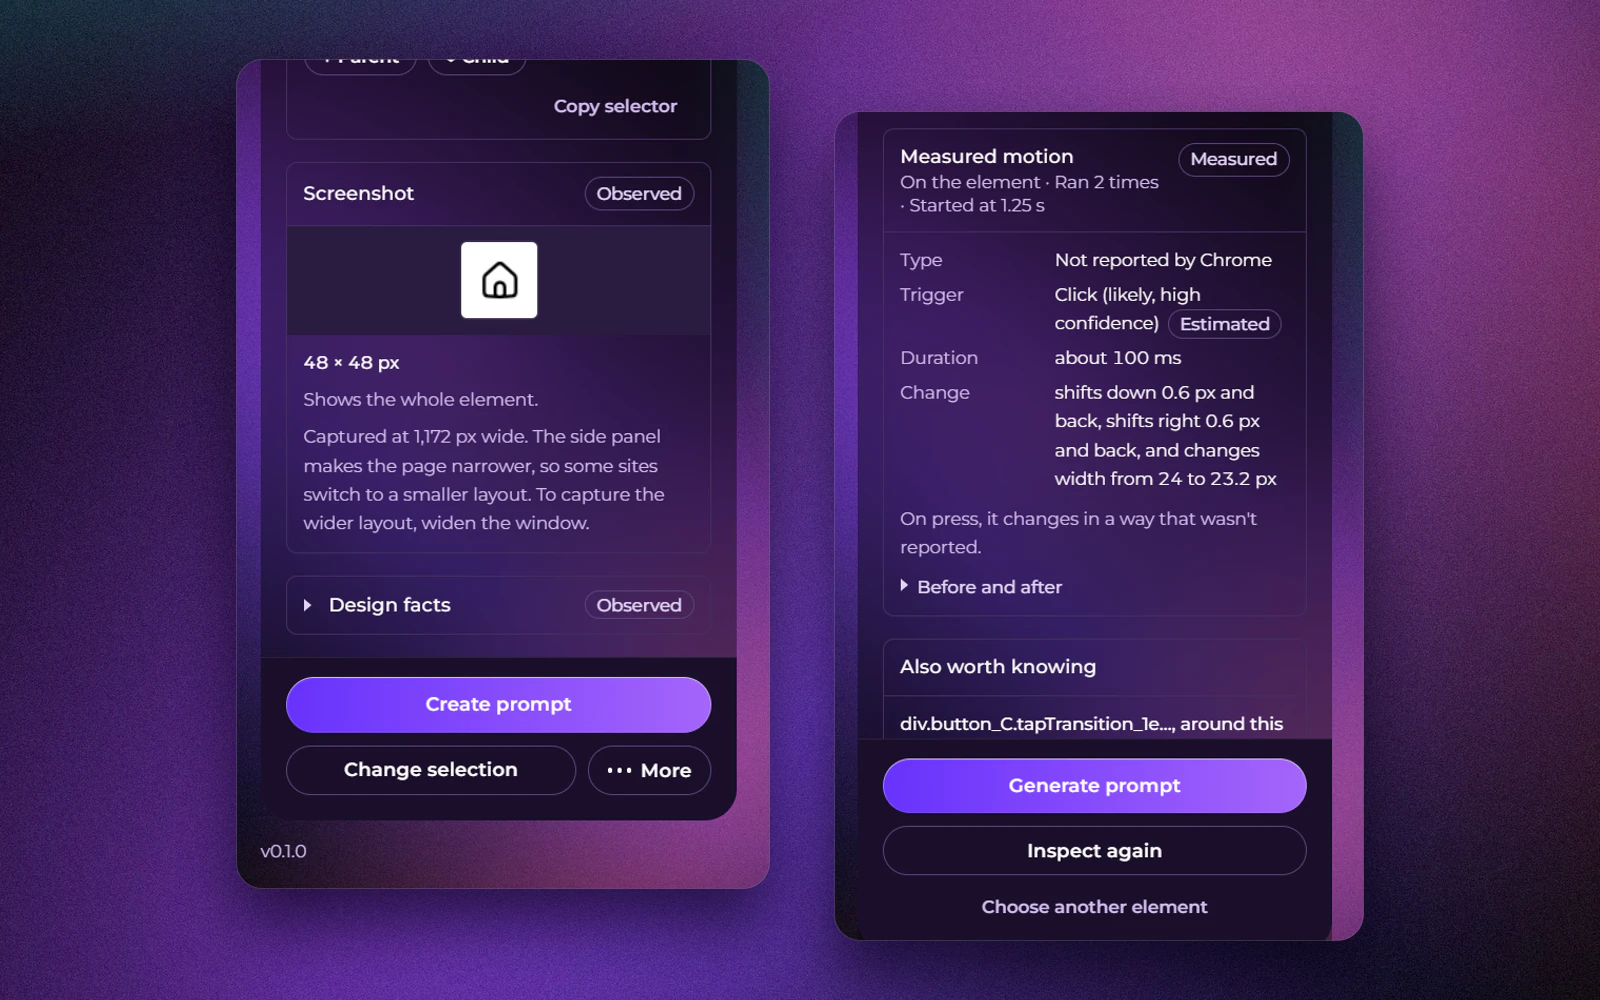 Parent
Child
Copy selector
Screenshot
Observed
48 × 48 px
Shows the whole element.
Captured at 1,172 px wide. The side panel
makes the page narrower, so some sites
switch to a smaller layout. To capture the
wider layout, widen the window.
Design facts
Observed
Create prompt
Change selection
••• More
v0.1.0
Measured motion
Measured
On the element · Ran 2 times
· Started at 1.25 s
Type
Not reported by Chrome
Trigger
Click (likely, high
confidence) Estimated
Duration
about 100 ms
Change
shifts down 0.6 px and
back, shifts right 0.6 px
and back, and changes
width from 24 to 23.2 px
On press, it changes in a way that wasn't
reported.
Before and after
Also worth knowing
div.button_C.tapTransition_1e..., around this
Generate prompt
Inspect again
Choose another element